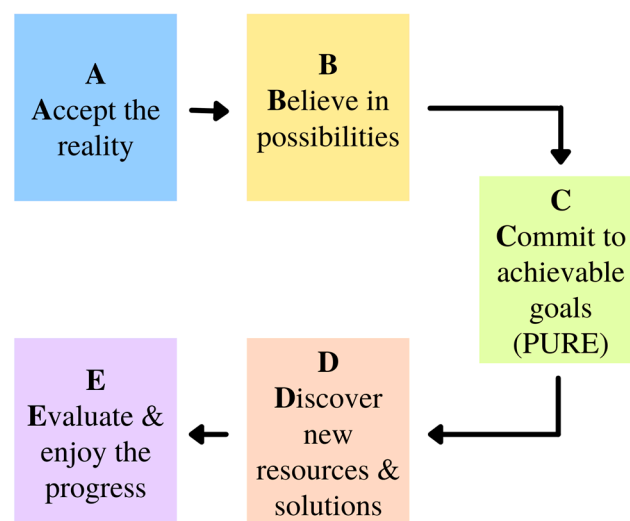 A
Accept the
reality
B
Believe in
possibilities
C
Commit to
achievable
goals
(PURE)
D
Discover
new
resources &
solutions
E
Evaluate &
enjoy the
progress